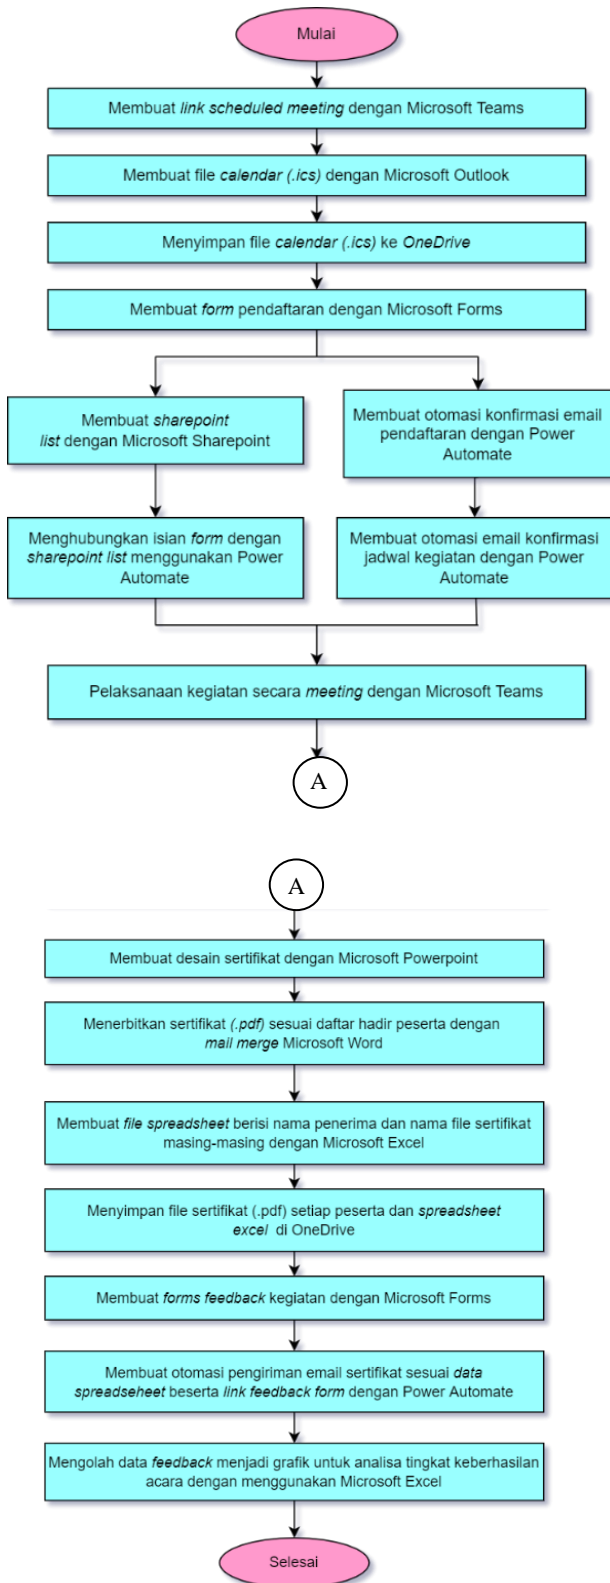 Mulai
Membuat link scheduled meeting dengan Microsoft Teams
Membuat file calendar (.ics) dengan Microsoft Outlook
Menyimpan file calendar (.ics) ke OneDrive
Membuat form pendaftaran dengan Microsoft Forms
Membuat sharepoint
list dengan Microsoft Sharepoint
Membuat otomasi konfirmasi email
pendaftaran dengan Power
Automate
Menghubungkan isian form dengan
sharepoint list menggunakan Power
Automate
Membuat otomasi email konfirmasi
jadwal kegiatan dengan Power
Automate
Pelaksanaan kegiatan secara meeting dengan Microsoft Teams
A
A
Membuat desain sertifikat dengan Microsoft Powerpoint
Menerbitkan sertifikat (.pdf) sesuai daftar hadir peserta dengan
mail merge Microsoft Word
Membuat file spreadsheet berisi nama penerima dan nama file sertifikat
masing-masing dengan Microsoft Excel
Menyimpan file sertifikat (.pdf) setiap peserta dan spreadsheet
excel di OneDrive
Membuat forms feedback kegiatan dengan Microsoft Forms
Membuat otomasi pengiriman email sertifikat sesuai data
spreadseheet beserta link feedback form dengan Power Automate
Mengolah data feedback menjadi grafik untuk analisa tingkat keberhasilan
acara dengan menggunakan Microsoft Excel
Selesai